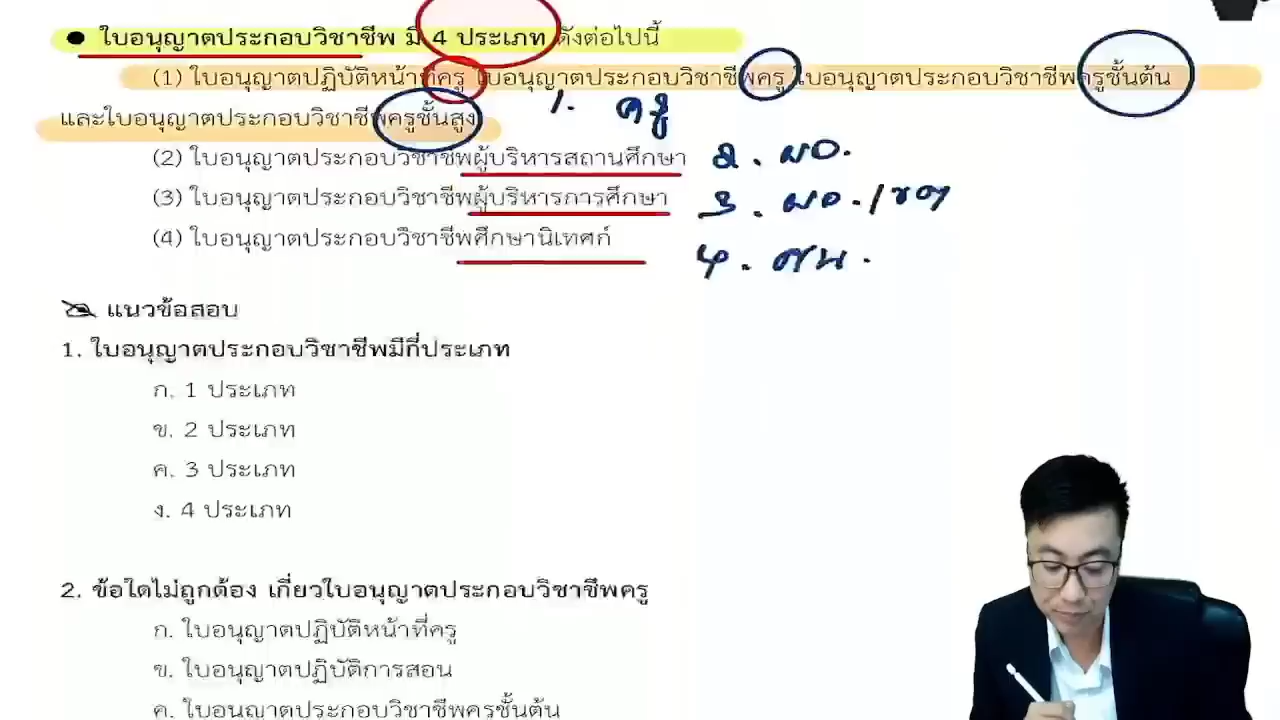 ● ใบอนุญาตประกอบวิชาชีพ มี 4 ประเภท ดังต่อไปนี้
(1) ใบอนุญาตปฏิบัติหน้าที่ครู ใบอนุญาตประกอบวิชาชีพครู ใบอนุญาตประกอบวิชาชีพครูชั้นต้น
และใบอนุญาตประกอบวิชาชีพครูชั้นสูง
1. ครู
(2) ใบอนุญาตประกอบวิชาชีพผู้บริหารสถานศึกษา 2. ผอ.
(3) ใบอนุญาตประกอบวิชาชีพผู้บริหารการศึกษา 3. ผอ./เขต
(4) ใบอนุญาตประกอบวิชาชีพศึกษานิเทศก์ 4. ศน.
แนวข้อสอบ
1. ใบอนุญาตประกอบวิชาชีพมีกี่ประเภท
ก. 1 ประเภท
ข. 2 ประเภท
ค. 3 ประเภท
ง. 4 ประเภท
2. ข้อใดไม่ถูกต้อง เกี่ยวใบอนุญาตประกอบวิชาชีพครู
ก. ใบอนุญาตปฏิบัติหน้าที่ครู
ข. ใบอนุญาตปฏิบัติการสอน
ค. ใบอนุญาตประกอบวิชาชีพครูชั้นต้น